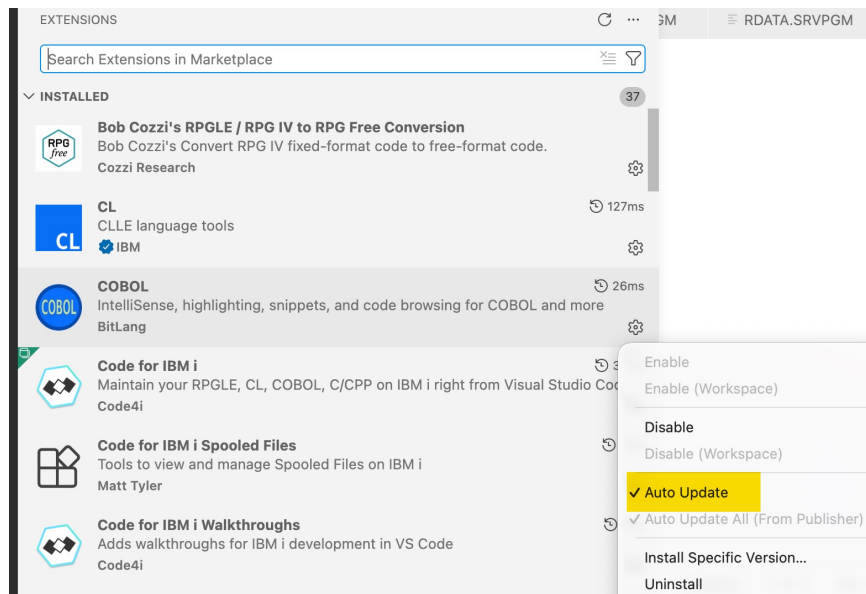 EXTENSIONS
GM
RDATA.SRVPGM
Search Extensions in Marketplace
INSTALLED
37
RPG
free
Bob Cozzi's RPGLE / RPG IV to RPG Free Conversion
Bob Cozzi's Convert RPG IV fixed-format code to free-format code.
Cozzi Research
CL
CL
127ms
CLLE language tools
IBM
COBOL
COBOL
26ms
IntelliSense, highlighting, snippets, and code browsing for COBOL and more
BitLang
Code for IBM i
3
Maintain your RPGLE, CL, COBOL, C/CPP on IBM i right from Visual Studio Coc
Code4i
Code for IBM i Spooled Files
Tools to view and manage Spooled Files on IBM i
Matt Tyler
Code for IBM i Walkthroughs
Adds walkthroughs for IBM i development in VS Code
Code4i
Enable
Enable (Workspace)
Disable
Disable (Workspace)
✓ Auto Update
✓ Auto Update All (From Publisher)
Install Specific Version...
Uninstall